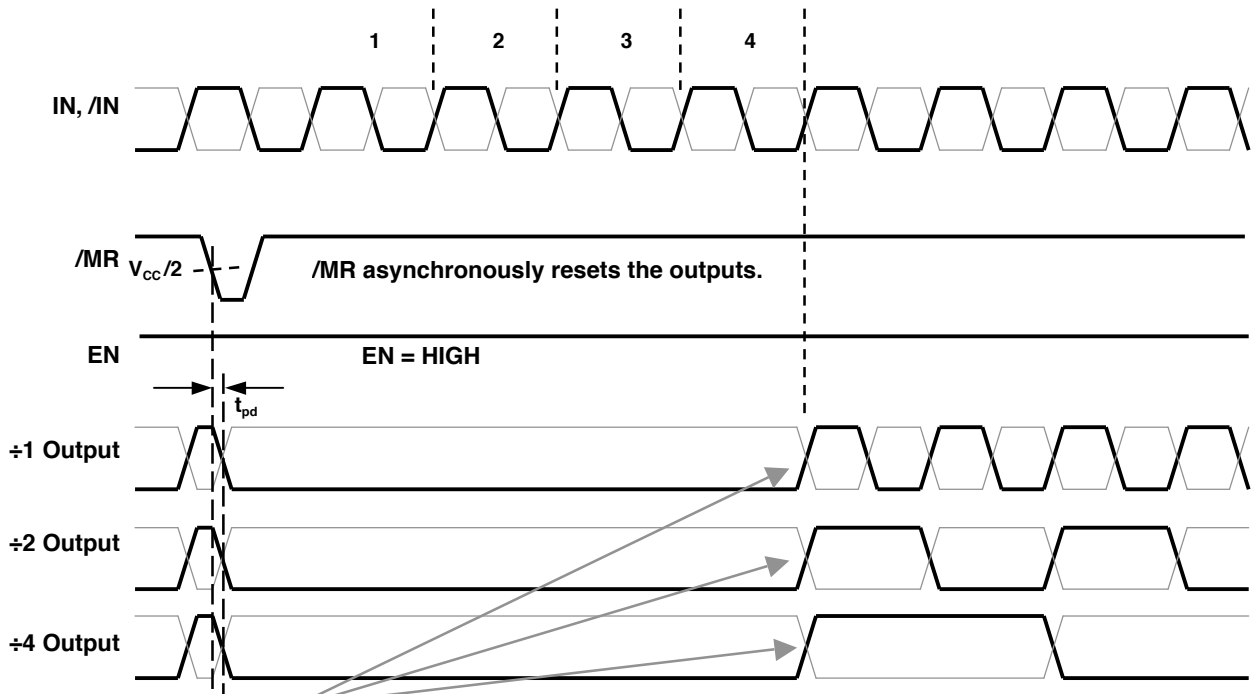 1 2 3 4
IN, /IN
/MR
VCC/2
/MR asynchronously resets the outputs.
EN
EN = HIGH
tpd
÷1 Output
÷2 Output
÷4 Output